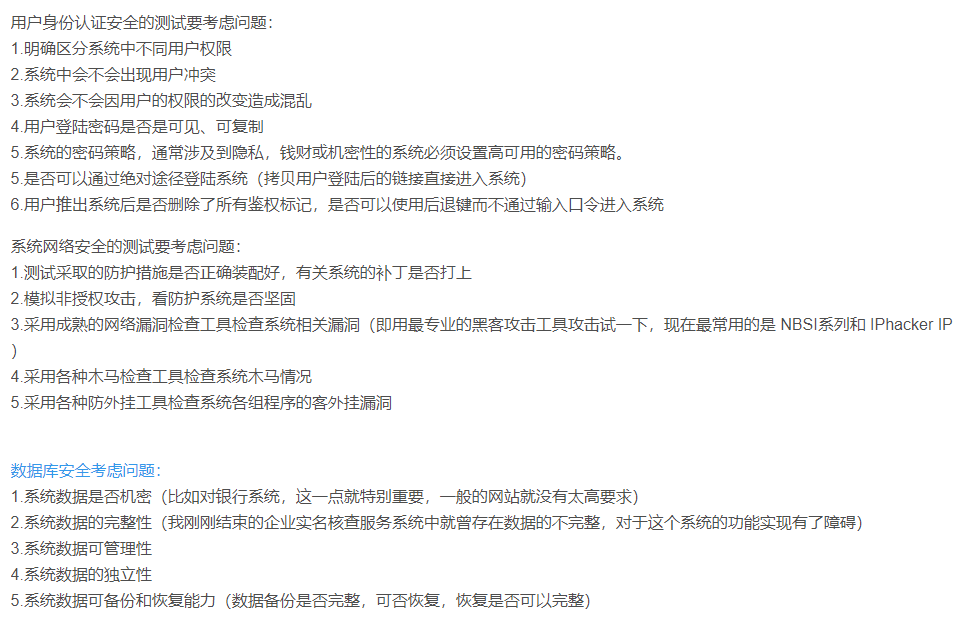 用户身份认证安全的测试要考虑问题：
1.明确区分系统中不同用户权限
2.系统中会不会出现用户冲突
3.系统会不会因用户的权限的改变造成混乱
4.用户登陆密码是否是可见、可复制
5.系统的密码策略，通常涉及到隐私，钱财或机密性的系统必须设置高可用的密码策略。
5.是否可以通过绝对途径登陆系统（拷贝用户登陆后的链接直接进入系统）
6.用户推出系统后是否删除了所有鉴权标记，是否可以使用后退键而不通过输入口令进入系统
系统网络安全的测试要考虑问题：
1.测试采取的防护措施是否正确装配好，有关系统的补丁是否打上
2.模拟非授权攻击，看防护系统是否坚固
3.采用成熟的网络漏洞检查工具检查系统相关漏洞（即用最专业的黑客攻击工具攻击试一下，现在最常用的是 NBSI系列和 IPhacker IP
）
4.采用各种木马检查工具检查系统木马情况
5.采用各种防外挂工具检查系统各组程序的客外挂漏洞
数据库安全考虑问题：
1.系统数据是否机密（比如对银行系统，这一点就特别重要，一般的网站就没有太高要求）
2.系统数据的完整性（我刚刚结束的企业实名核查服务系统中就曾存在数据的不完整，对于这个系统的功能实现有了障碍）
3.系统数据可管理性
4.系统数据的独立性
5.系统数据可备份和恢复能力（数据备份是否完整，可否恢复，恢复是否可以完整）